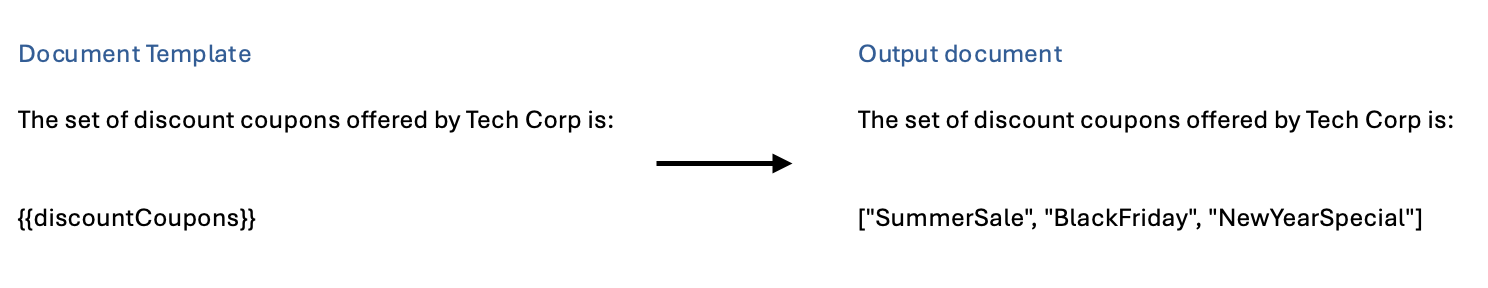 Document Template
The set of discount coupons offered by Tech Corp is:
{{discountCoupons}}
Output document
The set of discount coupons offered by Tech Corp is:
["SummerSale", "BlackFriday", "NewYearSpecial"]